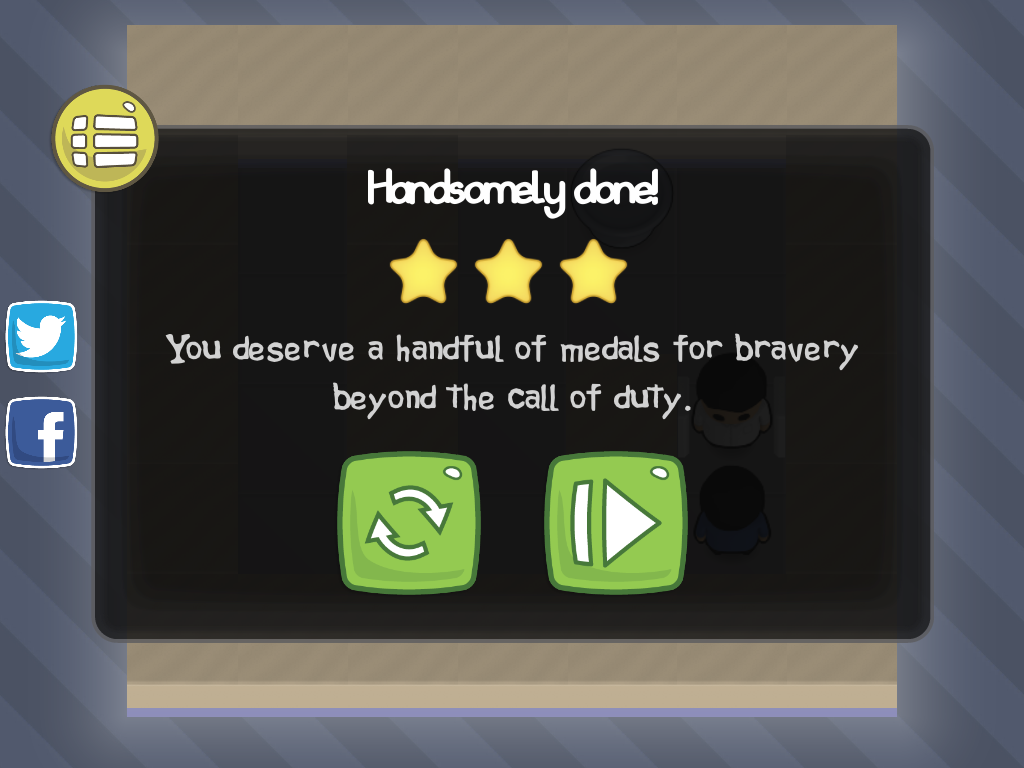 Handsomely done!
You deserve a handful of medals for bravery
beyond the call of duty.